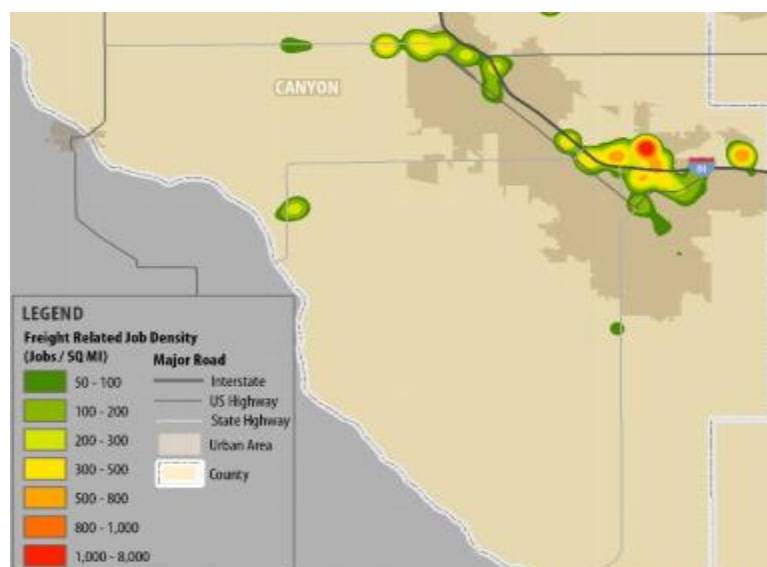 CANYON
LEGEND
Freight Related Job Density
(Jobs / SQ MI)
50 - 100
100 - 200
200 - 300
300 - 500
500 - 800
800 - 1,000
1,000 - 8,000
Major Road
Interstate
US Highway
State Hghway
Urban Area
County